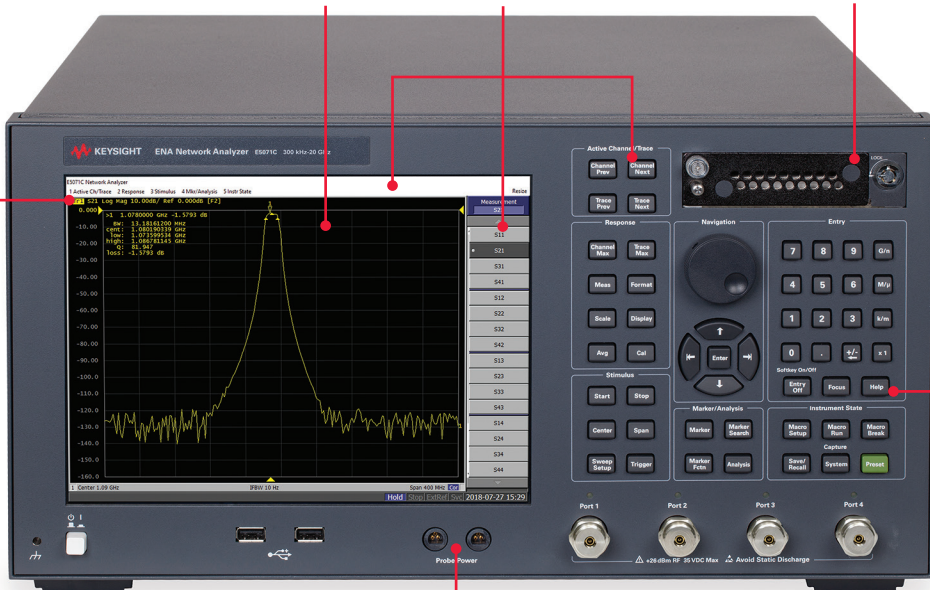 KEYSIGHT ENA Network Analyzer E5071C 300 kHz-20 GHz
E5071C Network Analyzer
1 Active Ch/Trace 2 Response 3 Stimulus 4 Mkr/Analysis 5 Instr State
Resize
Tr1 S21 Log Mag 10.00dB/ Ref 0.000dB [F2]
>1 1.0780000 GHz -1.5793 dB
BW: 13.18161200 MHz
cent: 1.080190339 GHz
low: 1.073599534 GHz
high: 1.086781145 GHz
Q: 81.947
loss: -1.5793 dB
0.000
-10.00
-20.00
-30.00
-40.00
-50.00
-60.00
-70.00
-80.00
-90.00
-100.0
-110.0
-120.0
-130.0
-140.0
-150.0
-160.0
1 Center 1.09 GHz
IFBW 10 Hz
Span 400 MHz Cor
Hold Stop ExtRef Svc 2018-07-27 15:29
Measurement
S21
S11
S21
S31
S41
S12
S22
S32
S42
S13
S23
S33
S43
S14
S24
S34
S44
Active Channel/Trace
Channel Prev
Channel Next
Trace Prev
Trace Next
Response
Channel Max
Trace Max
Meas
Format
Scale
Display
Avg
Cal
Stimulus
Start
Stop
Center
Span
Sweep Setup
Trigger
Navigation
Enter
Marker/Analysis
Marker
Marker Search
Marker Fctn
Analysis
LOCK
Entry
7 8 9 G/n
4 5 6 M/µ
1 2 3 k/m
0 . +/- x 1
Softkey On/Off
Entry Off
Focus
Help
Instrument State
Macro Setup
Macro Run
Macro Break
Capture
Save/Recall
System
Preset
Port 1
Port 2
Port 3
Port 4
+26 dBm RF 35 VDC Max
Avoid Static Discharge
Probe Power